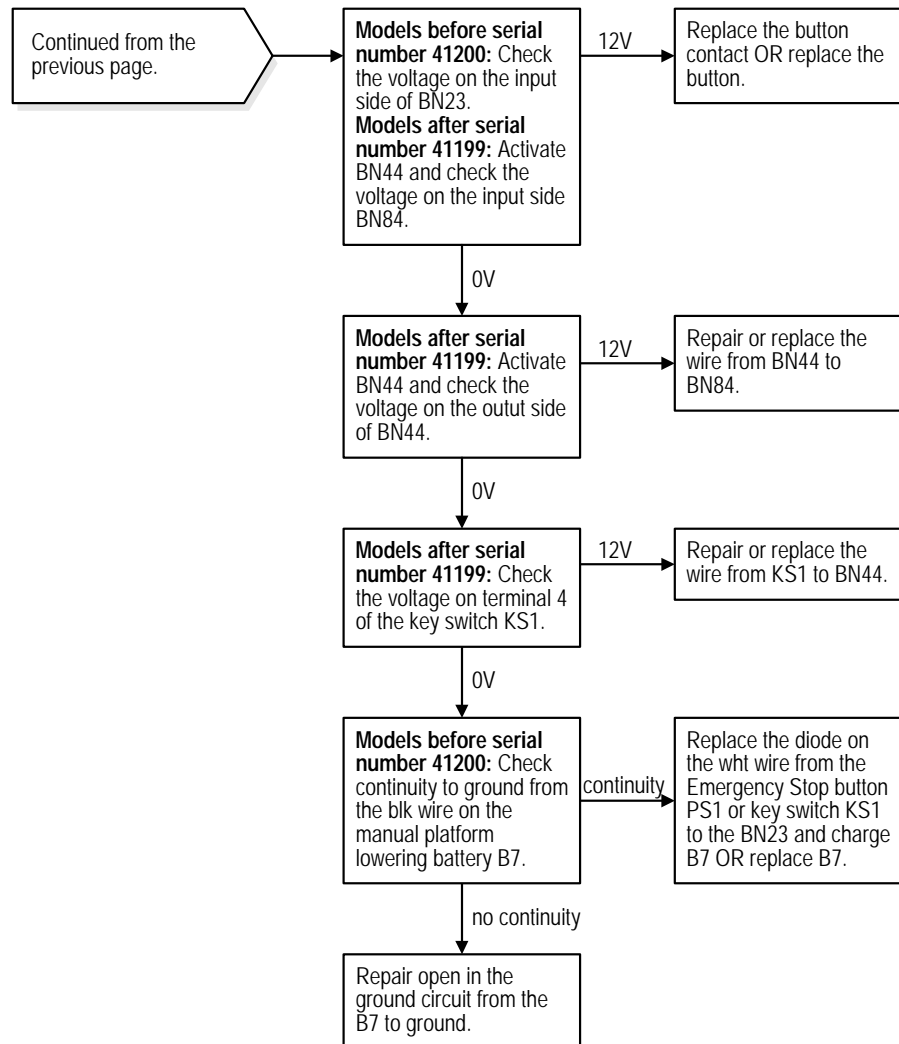 Continued from the
previous page.
Models before serial
number 41200: Check
the voltage on the input
side of BN23.
Models after serial
number 41199: Activate
BN44 and check the
voltage on the input side
BN84.
12V
Replace the button
contact OR replace the
button.
0V
Models after serial
number 41199: Activate
BN44 and check the
voltage on the outut side
of BN44.
12V
Repair or replace the
wire from BN44 to
BN84.
0V
Models after serial
number 41199: Check
the voltage on terminal 4
of the key switch KS1.
12V
Repair or replace the
wire from KS1 to BN44.
0V
Models before serial
number 41200: Check
continuity to ground from
the blk wire on the
manual platform
lowering battery B7.
continuity
Replace the diode on
the wht wire from the
Emergency Stop button
PS1 or key switch KS1
to the BN23 and charge
B7 OR replace B7.
no continuity
Repair open in the
ground circuit from the
B7 to ground.